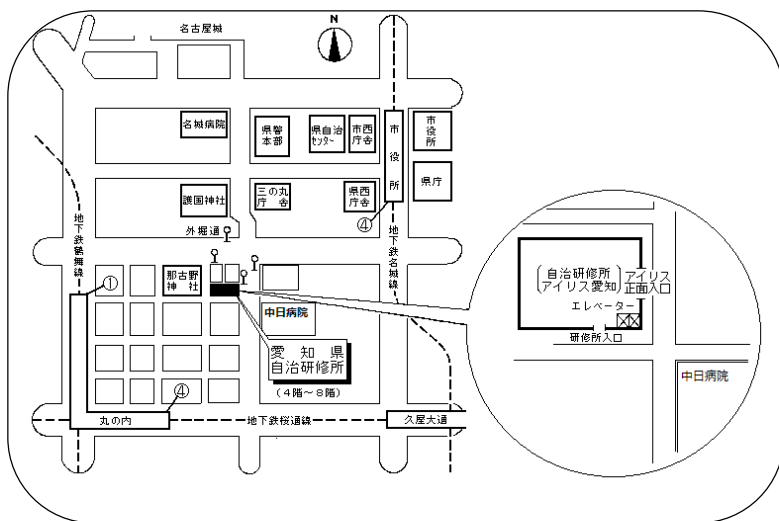 名古屋城
N
名城病院
県警
本部
県自治
センター
市西
庁舎
市役所
市役所
護国神社
三の丸
庁舎
県西
庁舎
県庁
④
外堀通
地下鉄鶴舞線
地下鉄名城線
①
那古野
神社
中日病院
愛知県
自治研修所
(4階~8階)
④
丸の内
地下鉄桜通線
久屋大通
自治研修所
アイリス愛知
アイリス
正面入口
エレベーター
研修所入口
中日病院